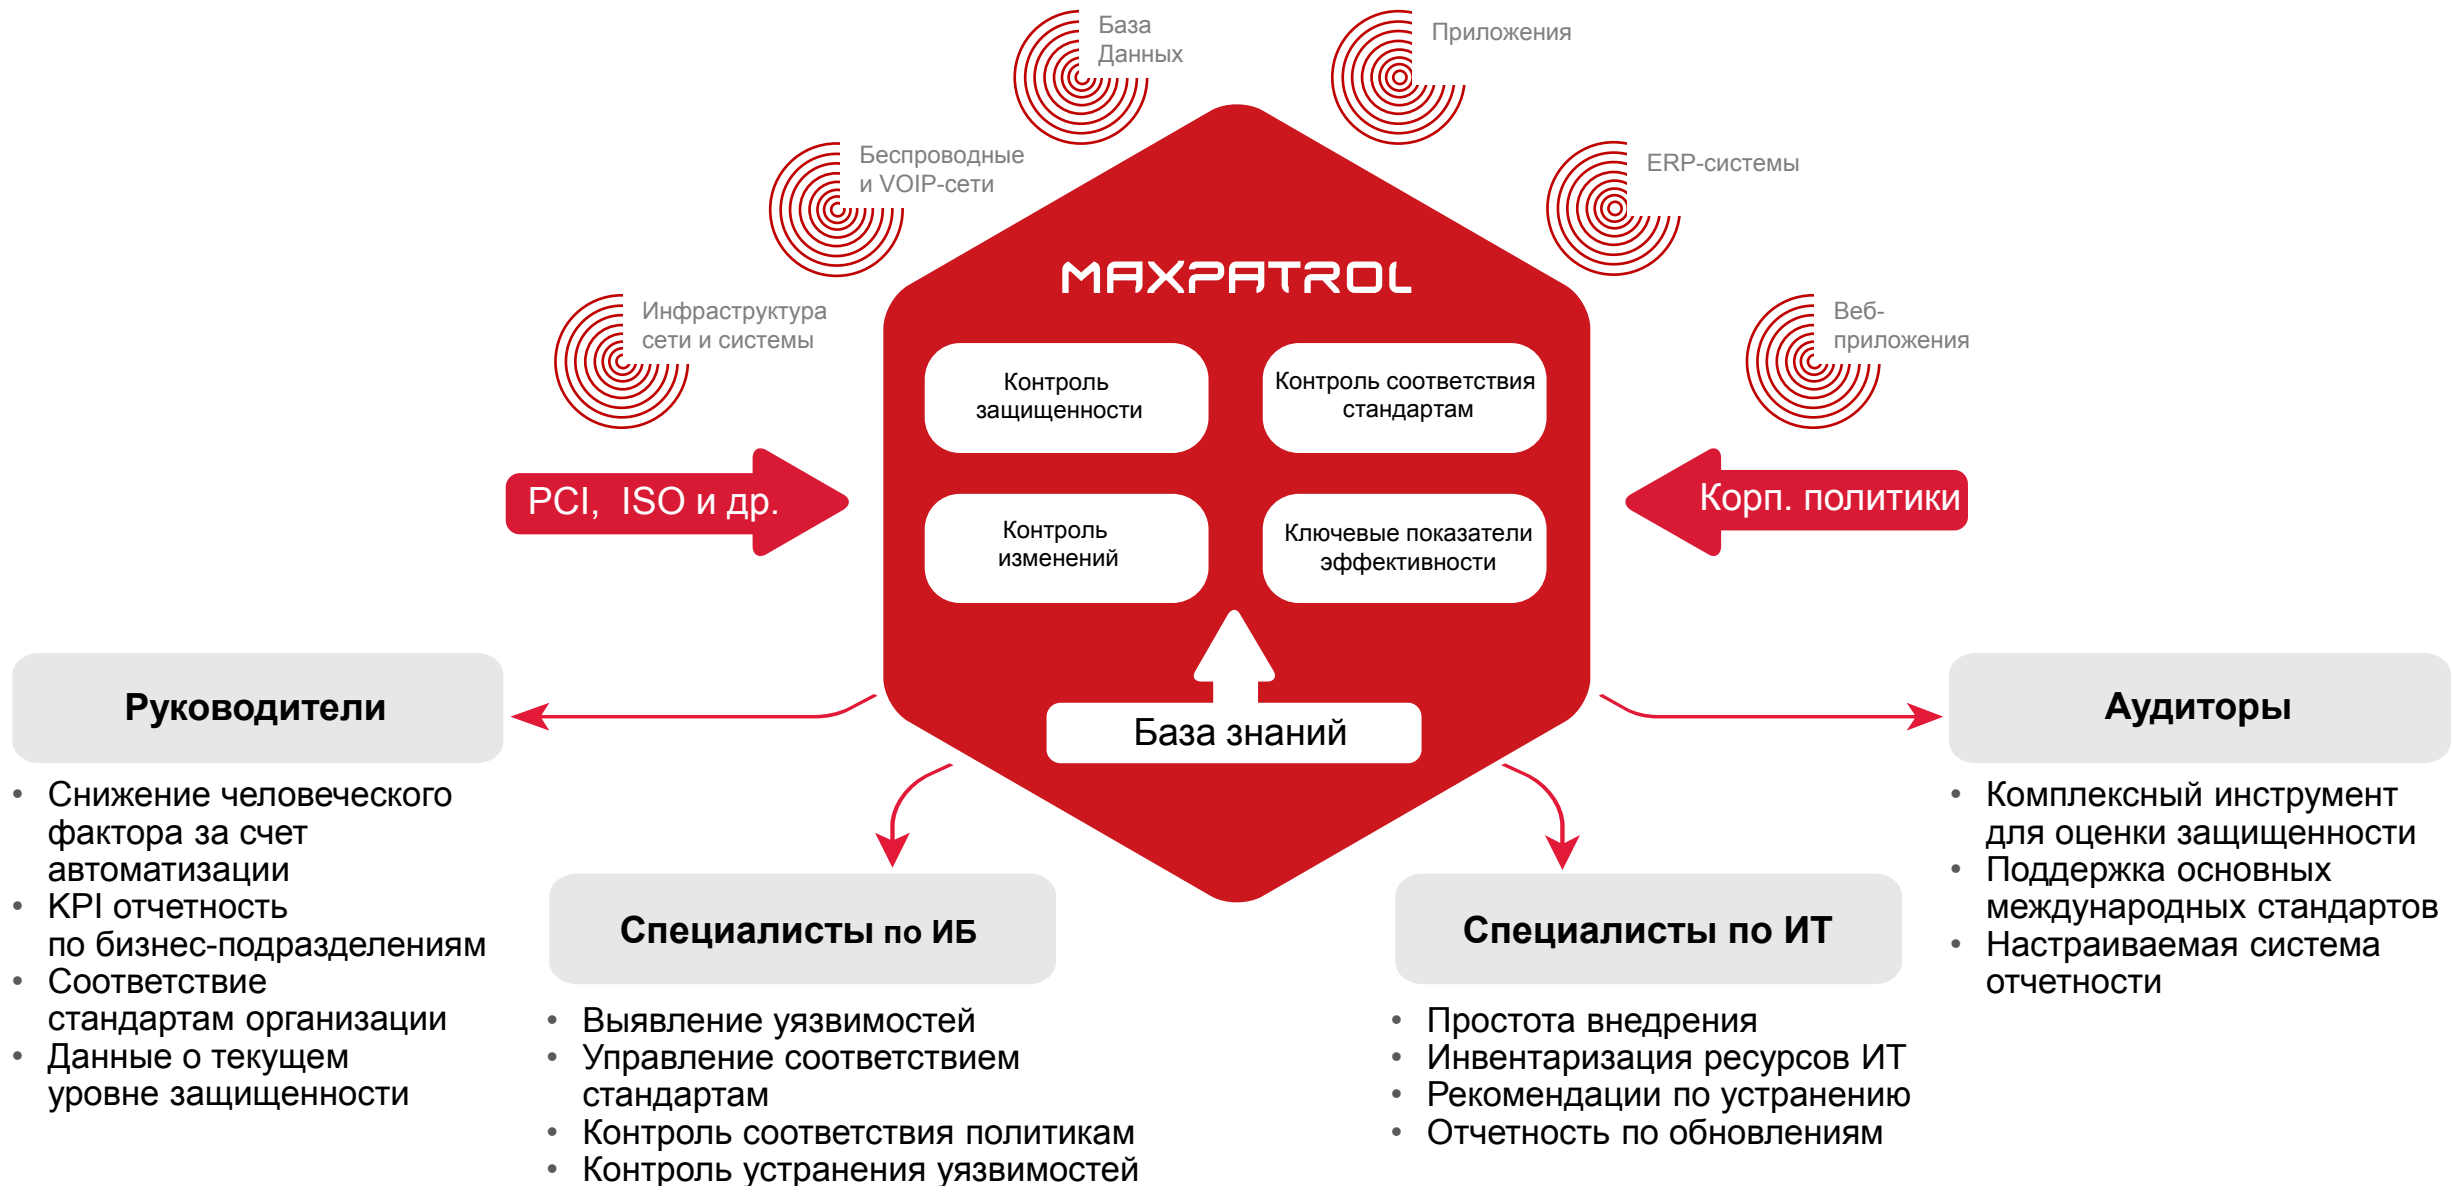 База
Данных
Приложения
Беспроводные
и VOIP-сети
ERP-системы
Инфраструктура
сети и системы
Веб-
приложения
MAXPATROL
Контроль
защищенности
Контроль соответствия
стандартам
PCI, ISO и др.
Корп. политики
Контроль
изменений
Ключевые показатели
эффективности
База знаний
Руководители
• Снижение человеческого
фактора за счет
автоматизации
• KPI отчетность
по бизнес-подразделениям
• Соответствие
стандартам организации
• Данные о текущем
уровне защищенности
Специалисты по ИБ
• Выявление уязвимостей
• Управление соответствием
стандартам
• Контроль соответствия политикам
• Контроль устранения уязвимостей
Специалисты по ИТ
• Простота внедрения
• Инвентаризация ресурсов ИТ
• Рекомендации по устранению
• Отчетность по обновлениям
Аудиторы
• Комплексный инструмент
для оценки защищенности
• Поддержка основных
международных стандартов
• Настраиваемая система
отчетности